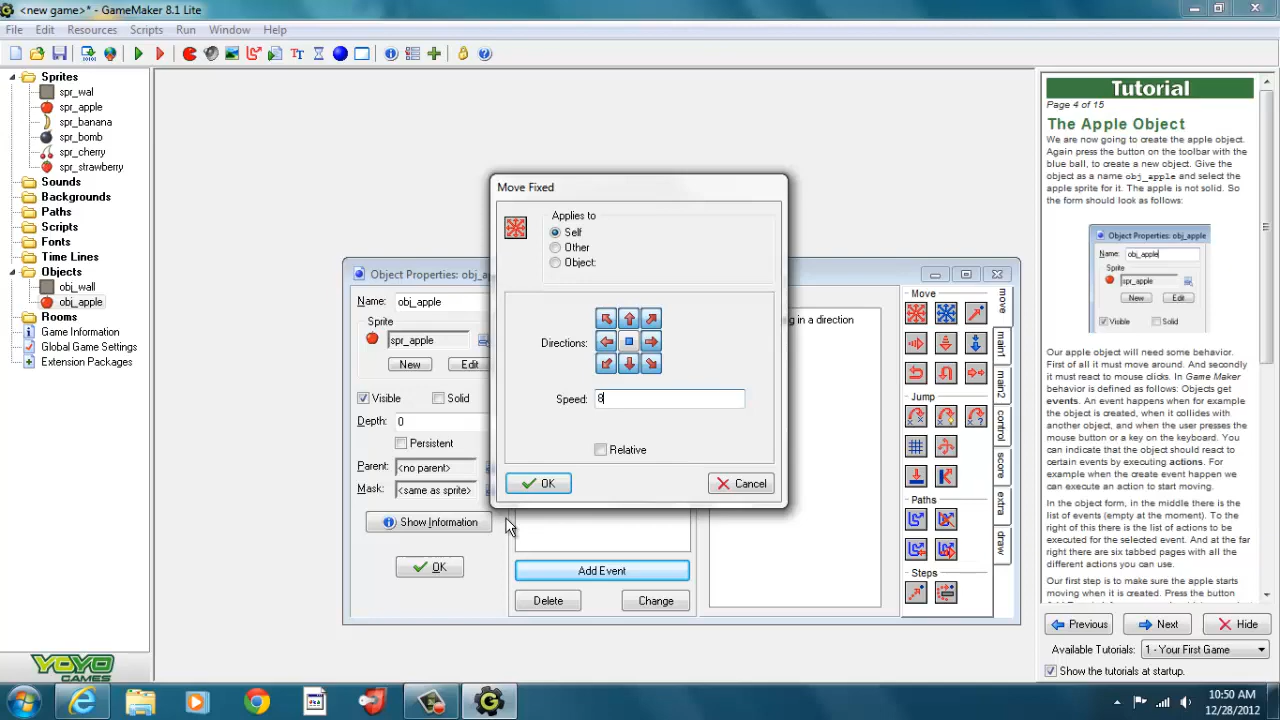 <new game>* - GameMaker 8.1 Lite
File Edit Resources Scripts Run Window Help
Sprites
spr_wal
spr_apple
spr_banana
spr_bomb
spr_cherry
spr_strawberry
Sounds
Backgrounds
Paths
Scripts
Fonts
Time Lines
Objects
obj_wall
obj_apple
Rooms
Game Information
Global Game Settings
Extension Packages
YOYO
GAMES
Object Properties: obj_a
Name: obj_apple
Sprite
spr_apple
New Edit
Visible Solid
Depth: 0
Persistent
Parent: <no parent>
Mask: <same as sprite>
Show Information
OK
Add Event
Delete Change
g in a direction
Move Fixed
Applies to
Self
Other
Object:
Directions:
Speed: 8
Relative
OK Cancel
Move
Jump
Paths
Steps
move
main1
main2
control
score
extra
draw
Tutorial
Page 4 of 15
The Apple Object
We are now going to create the apple object.
Again press the button on the toolbar with the
blue ball, to create a new object. Give the
object as a name obj_apple and select the
apple sprite for it. The apple is not solid. So
the form should look as follows:
Object Properties: obj_apple
Name: obj_apple
Sprite
spr_apple
New Edit
Visible Solid
Our apple object will need some behavior.
First of all it must move around. And secondly
it must react to mouse clicks. In Game Maker
behavior is defined as follows: Objects get
events. An event happens when for example
the object is created, when it collides with
another object, and when the user presses the
mouse button or a key on the keyboard. You
can indicate that the object should react to
certain events by executing actions. For
example when the create event happen we
can execute an action to start moving.
In the object form, in the middle there is the
list of events (empty at the moment). To the
right of this there is the list of actions to be
executed for the selected event. And at the far
right there are six tabbed pages with all the
different actions you can use.
Our first step is to make sure the apple starts
moving when it is created. Press the button
Previous Next Hide
Available Tutorials: 1 - Your First Game
Show the tutorials at startup.
10:50 AM
12/28/2012